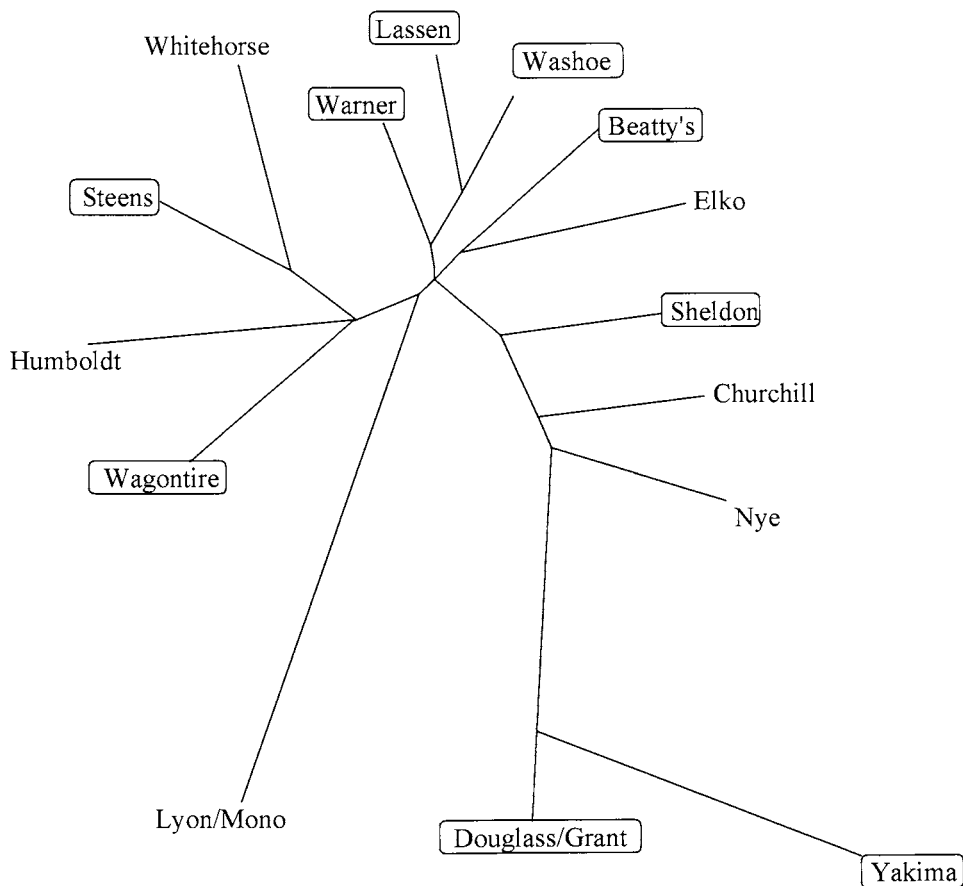 Lassen
Whitehorse
Washoe
Warner
Beatty's
Steens
Elko
Sheldon
Humboldt
Churchill
Wagontire
Nye
Lyon/Mono
Douglass/Grant
Yakima